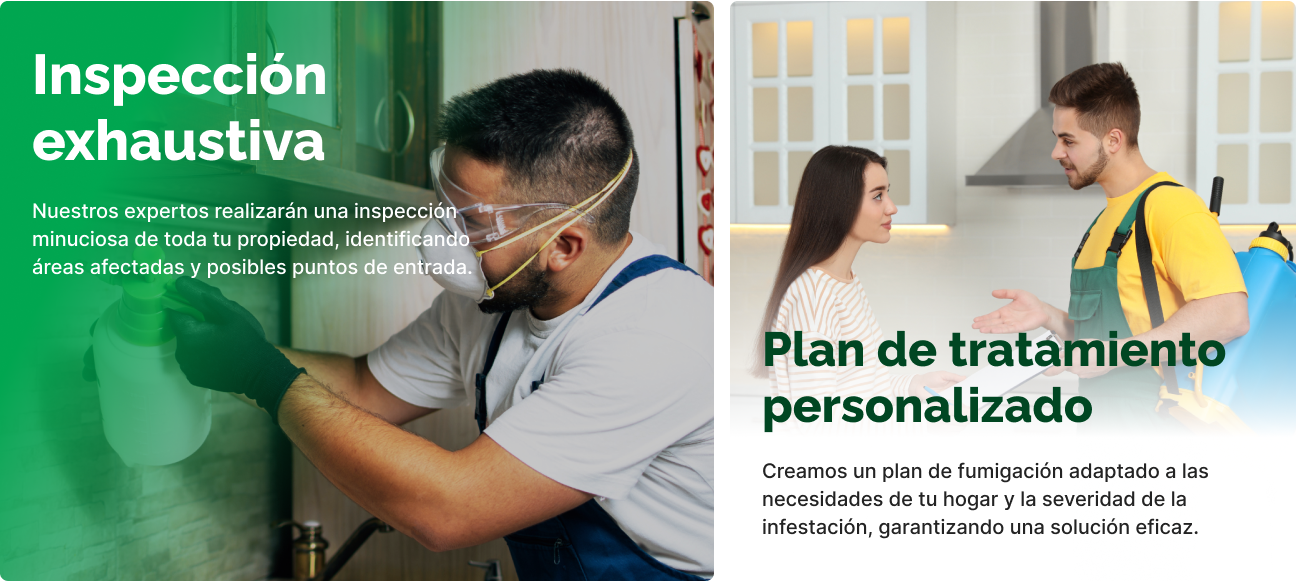 Inspección
exhaustiva
Nuestros expertos realizarán una inspección
minuciosa de toda tu propiedad, identificando
áreas afectadas y posibles puntos de entrada.
Plan de tratamiento
personalizado
Creamos un plan de fumigación adaptado a las
necesidades de tu hogar y la severidad de la
infestación, garantizando una solución eficaz.